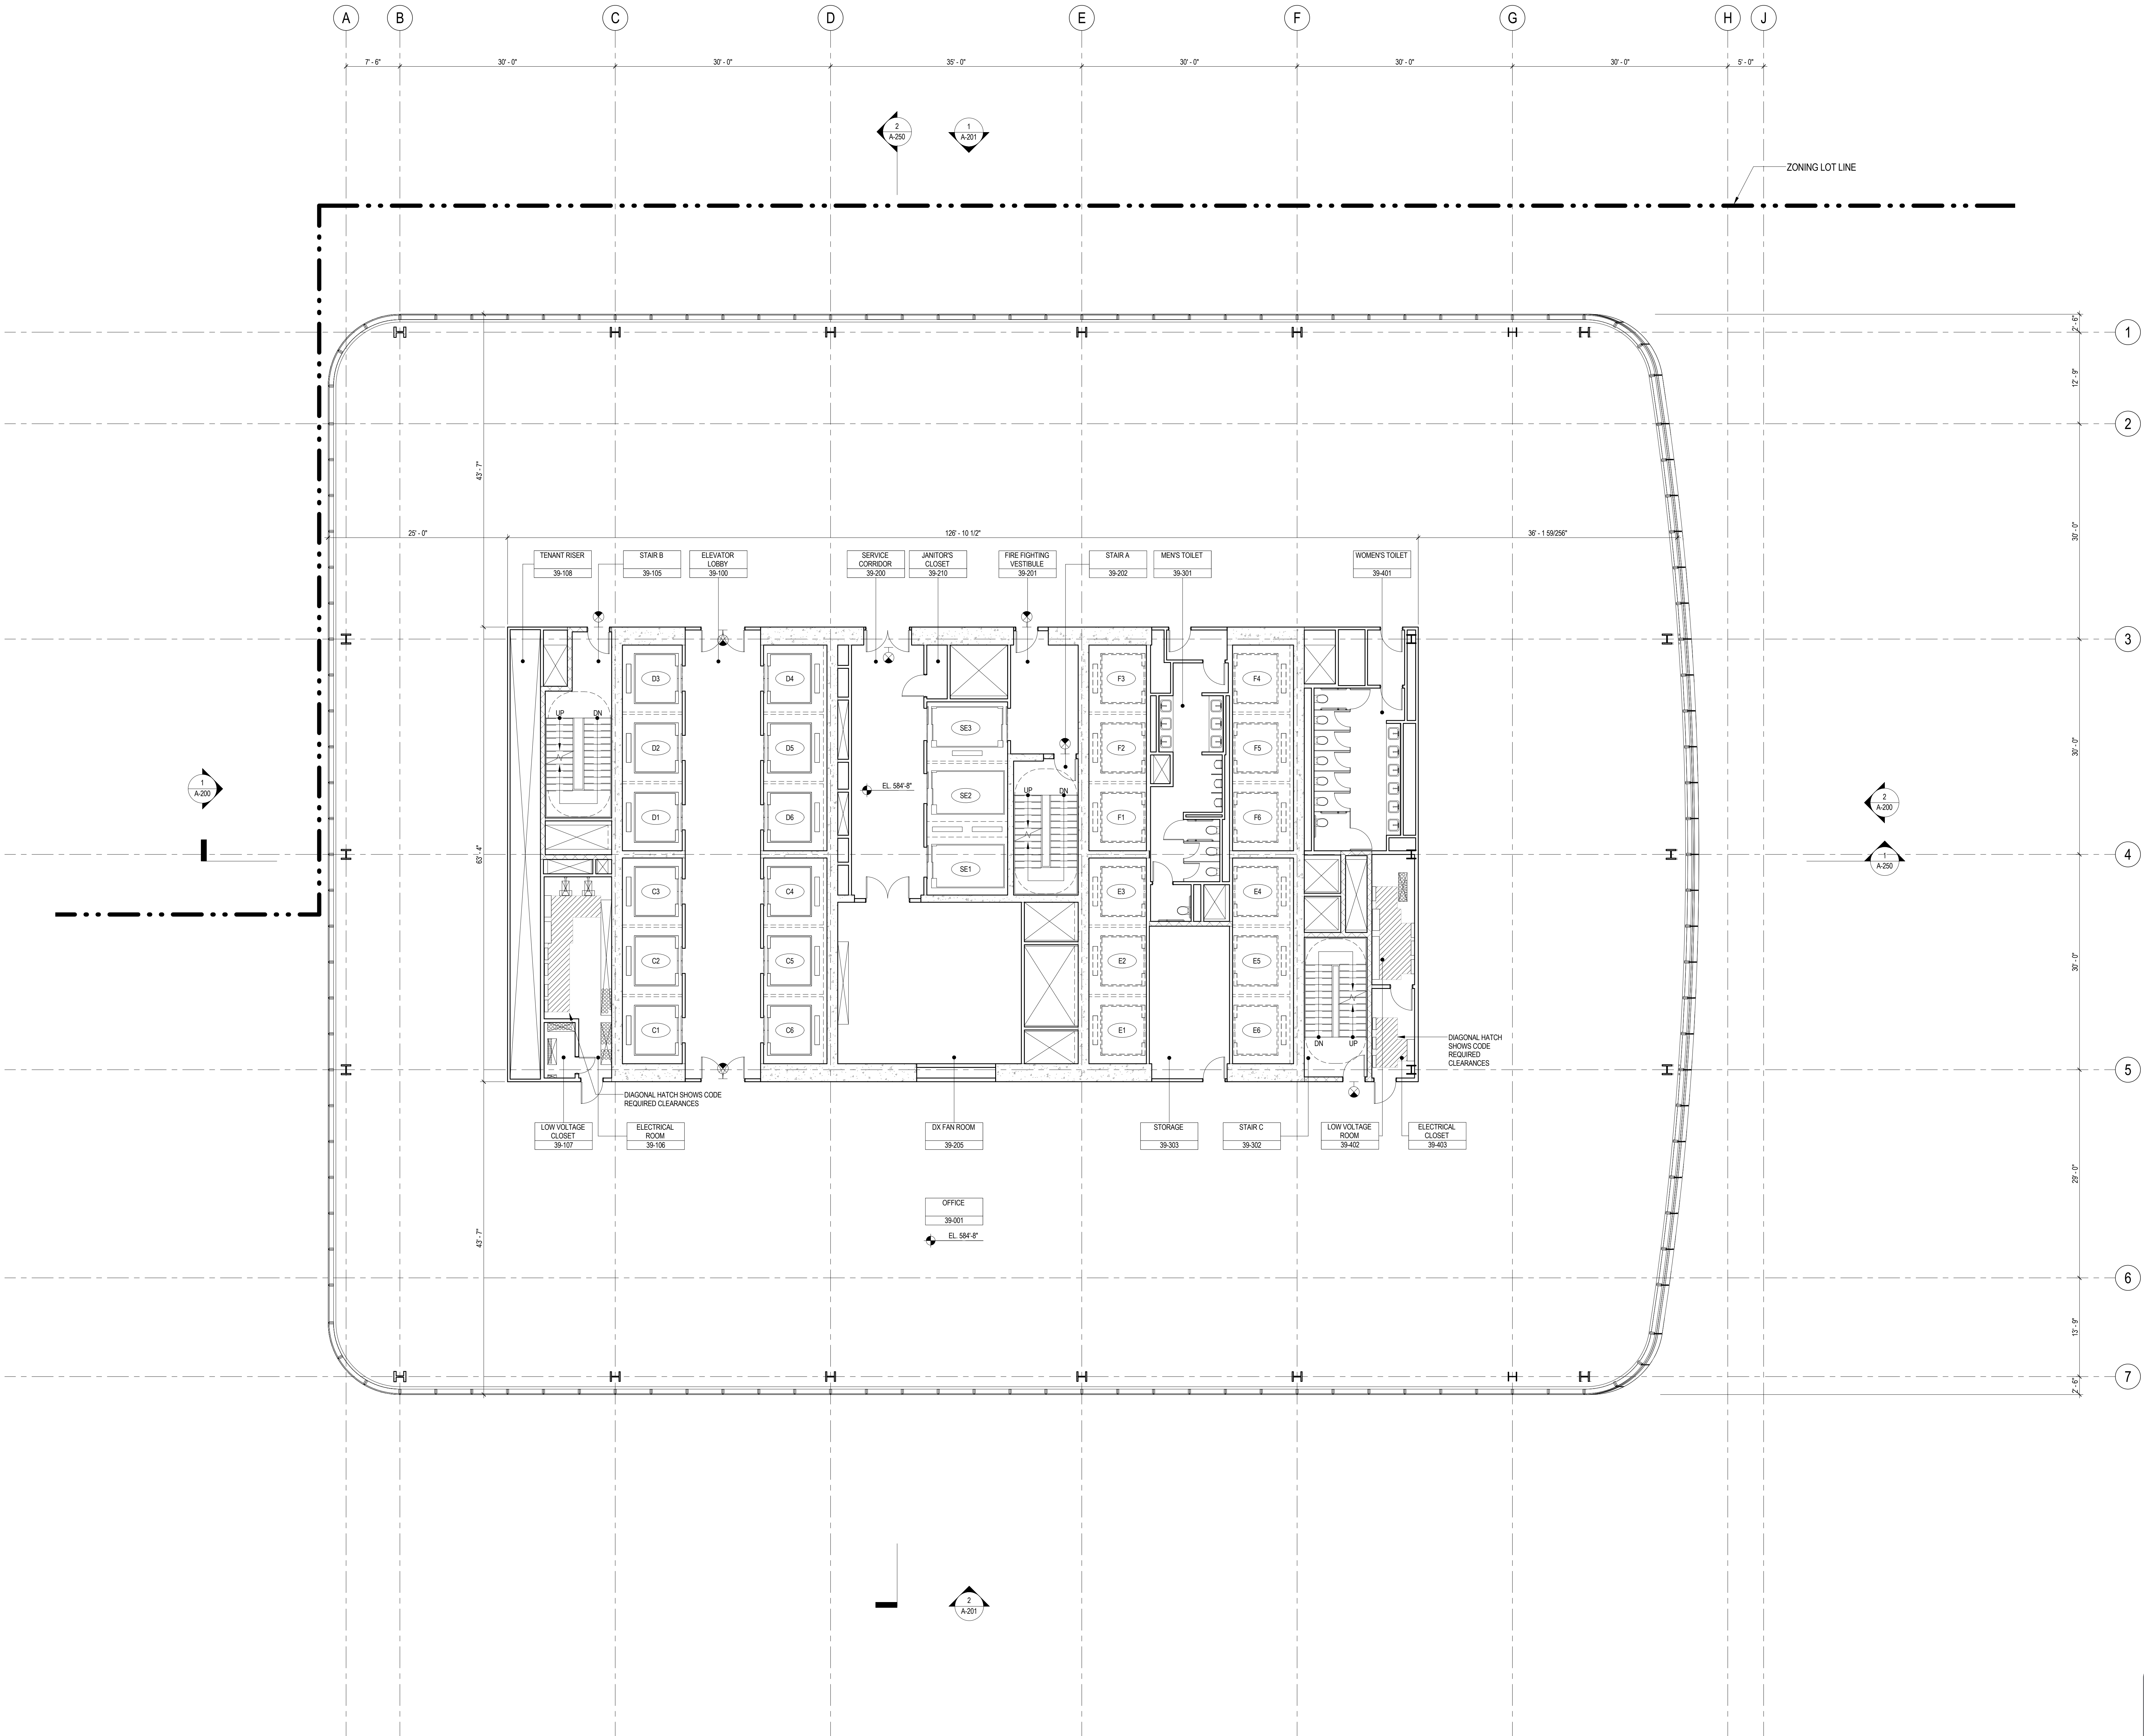 A B C D E F G H J
7' - 6" 30' - 0" 30' - 0" 35' - 0" 30' - 0" 30' - 0" 30' - 0" 5' - 0"
2
A-250
1
A-201
ZONING LOT LINE
2' - 6"
1
12' - 9"
2
43' - 7"
30' - 0"
25' - 0" 126' - 10 1/2" 36' - 1 59/256"
TENANT RISER
39-108
STAIR B
39-105
ELEVATOR
LOBBY
39-100
SERVICE
CORRIDOR
39-200
JANITOR'S
CLOSET
39-210
FIRE FIGHTING
VESTIBULE
39-201
STAIR A
39-202
MEN'S TOILET
39-301
WOMEN'S TOILET
39-401
3
D3 D4 F3 F4
UP DN
SE3
D2 D5 F2 F5
30' - 0"
1
A-200
EL. 584'-8"
SE2
UP DN
2
A-200
D1 D6 F1 F6
63' - 4"
4
1
A-250
SE1
C3 C4 E3 E4
C2 C5 E2 E5
30' - 0"
C1 C6 E1 E6
DN UP
DIAGONAL HATCH
SHOWS CODE
REQUIRED
CLEARANCES
5
DIAGONAL HATCH SHOWS CODE
REQUIRED CLEARANCES
LOW VOLTAGE
CLOSET
39-107
ELECTRICAL
ROOM
39-106
DX FAN ROOM
39-205
STORAGE
39-303
STAIR C
39-302
LOW VOLTAGE
ROOM
39-402
ELECTRICAL
CLOSET
39-403
29' - 0"
OFFICE
39-001
EL. 584'-8"
43' - 7"
6
13' - 9"
7
2' - 6"
2
A-201